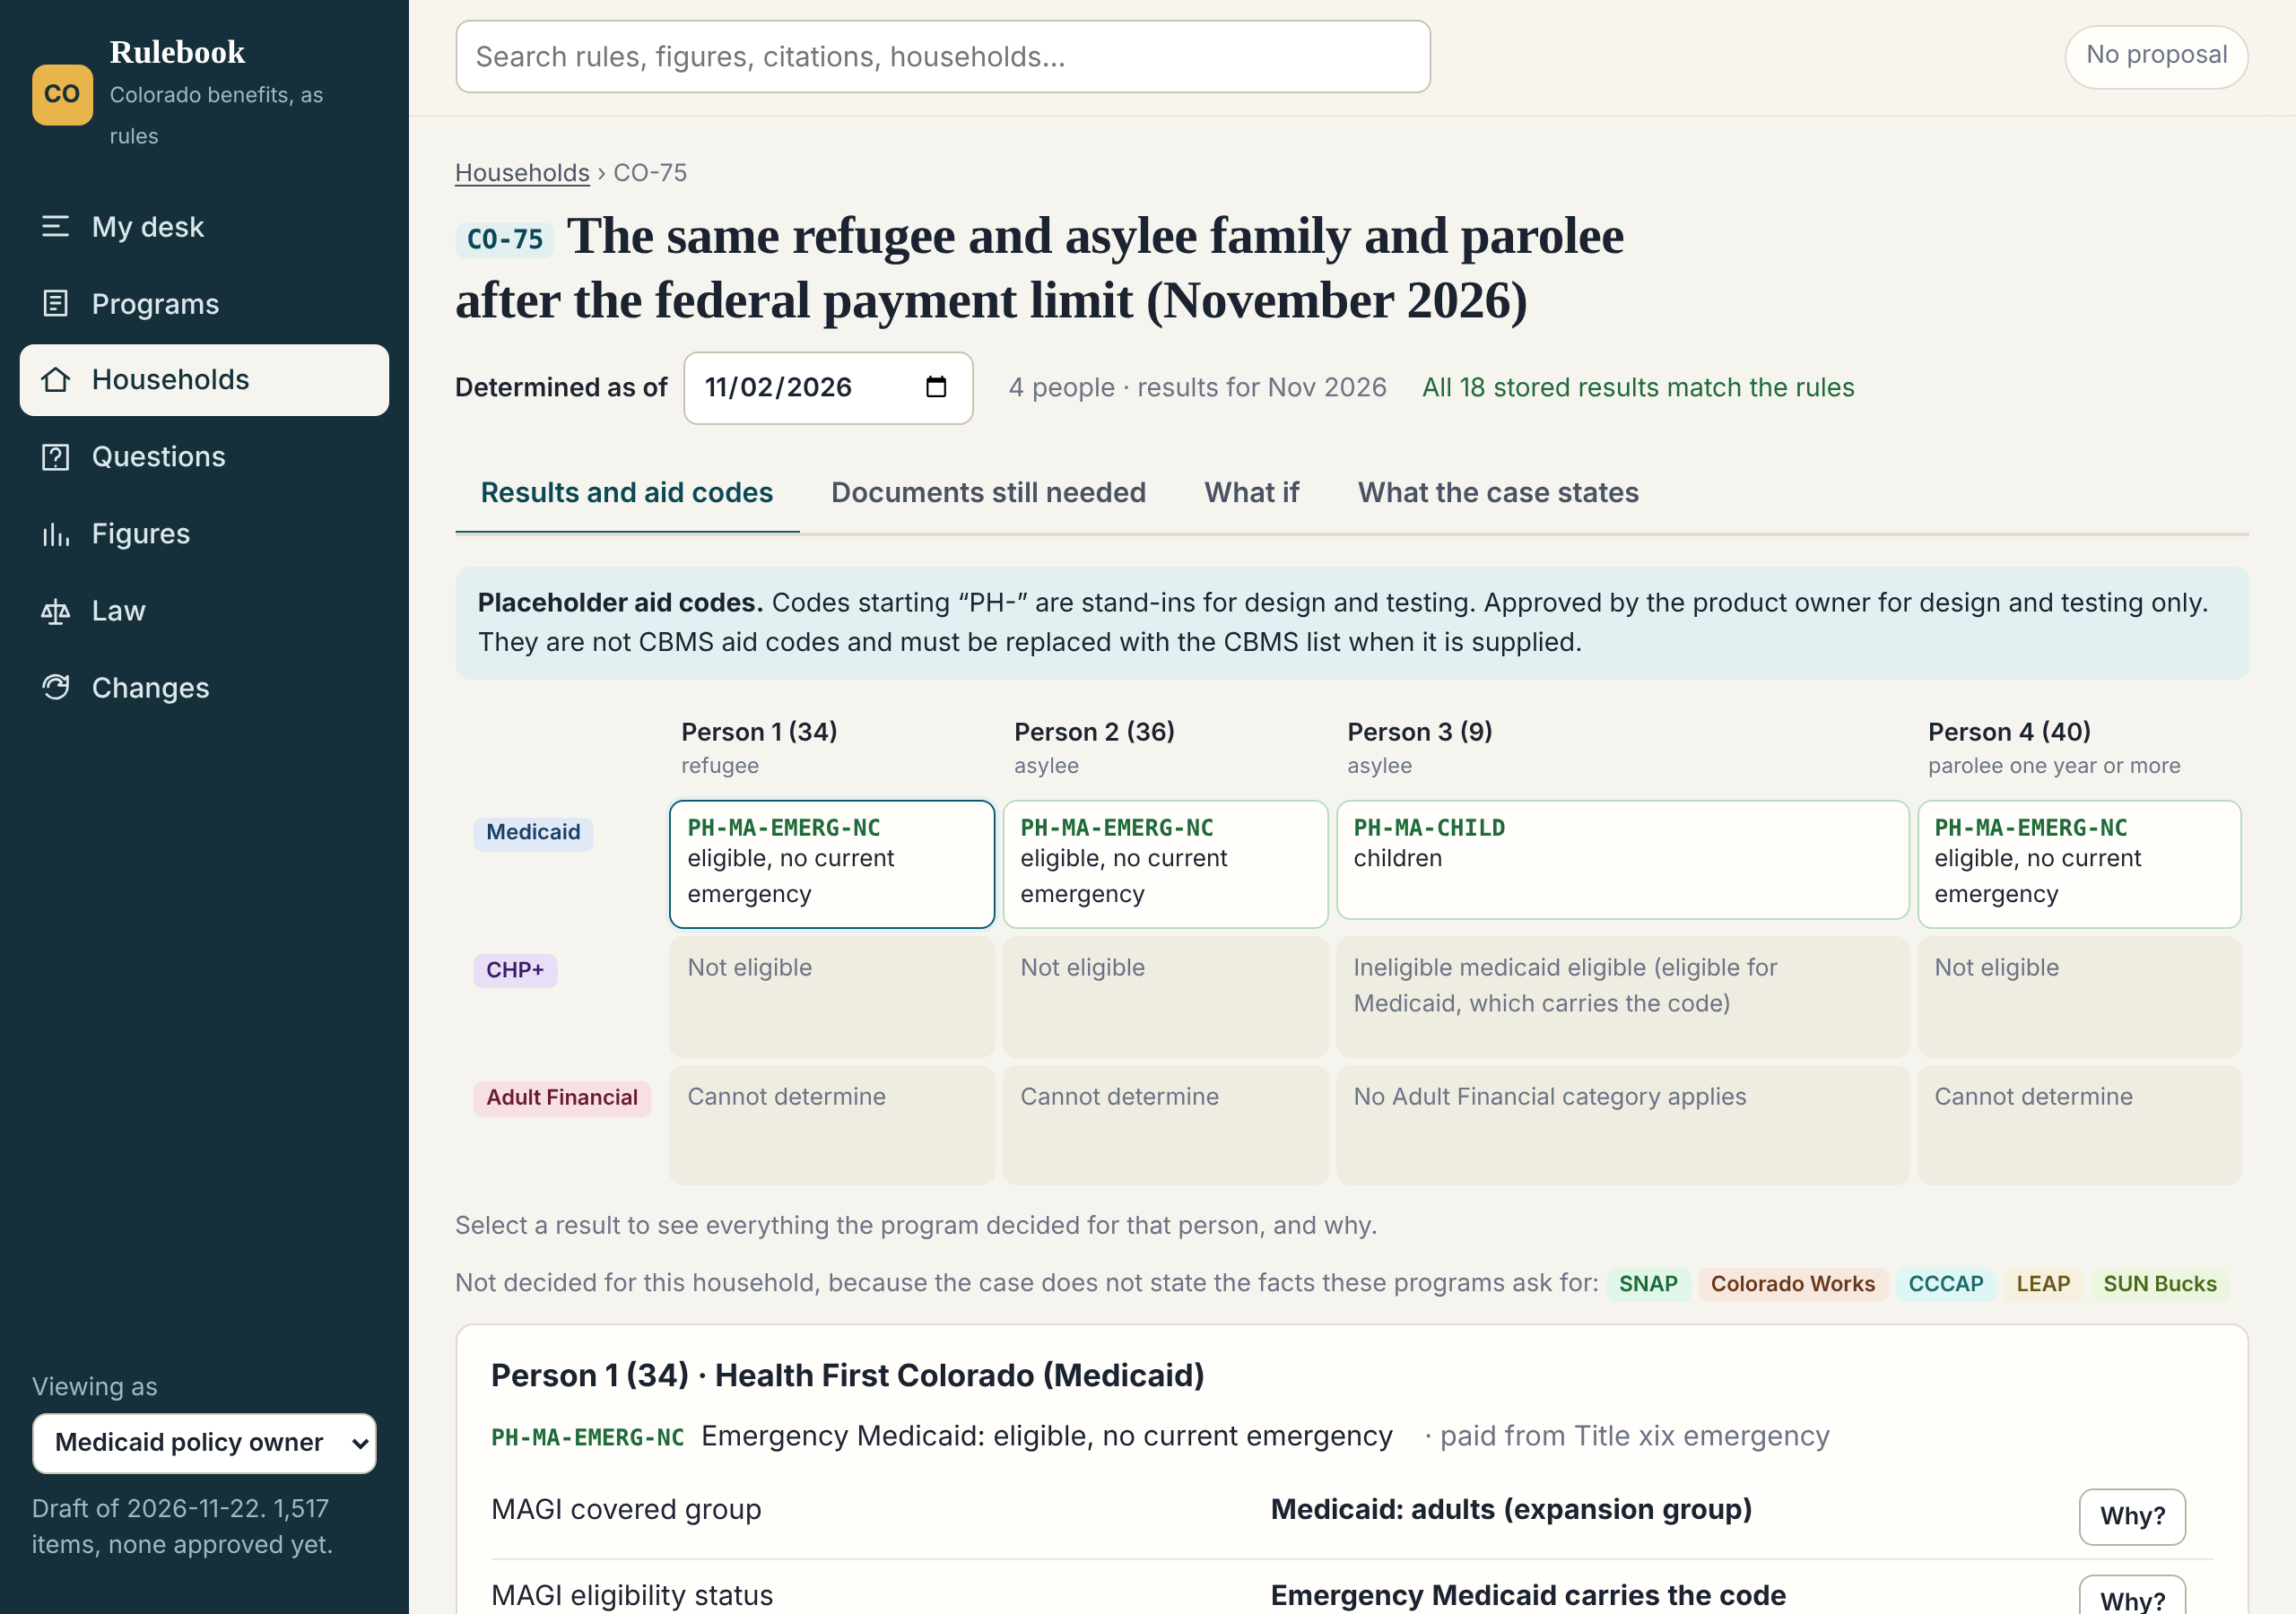 CO
Rulebook
Colorado benefits, as
rules
My desk
Programs
Households
Questions
Figures
Law
Changes
Viewing as
Medicaid policy owner
Draft of 2026-11-22. 1,517
items, none approved yet.
Search rules, figures, citations, households...
No proposal
Households › CO-75
CO-75 The same refugee and asylee family and parolee
after the federal payment limit (November 2026)
Determined as of 11/02/2026 4 people · results for Nov 2026 All 18 stored results match the rules
Results and aid codes Documents still needed What if What the case states
Placeholder aid codes. Codes starting “PH-” are stand-ins for design and testing. Approved by the product owner for design and testing only.
They are not CBMS aid codes and must be replaced with the CBMS list when it is supplied.
Person 1 (34) Person 2 (36) Person 3 (9) Person 4 (40)
refugee asylee asylee parolee one year or more
Medicaid
PH-MA-EMERG-NC PH-MA-EMERG-NC PH-MA-CHILD PH-MA-EMERG-NC
eligible, no current eligible, no current children eligible, no current
emergency emergency emergency
CHP+
Not eligible Not eligible Ineligible medicaid eligible (eligible for Not eligible
Medicaid, which carries the code)
Adult Financial Cannot determine Cannot determine No Adult Financial category applies Cannot determine
Select a result to see everything the program decided for that person, and why.
Not decided for this household, because the case does not state the facts these programs ask for: SNAP Colorado Works CCCAP LEAP SUN Bucks
Person 1 (34) · Health First Colorado (Medicaid)
PH-MA-EMERG-NC Emergency Medicaid: eligible, no current emergency · paid from Title xix emergency
MAGI covered group Medicaid: adults (expansion group) Why?
MAGI eligibility status Emergency Medicaid carries the code Why?